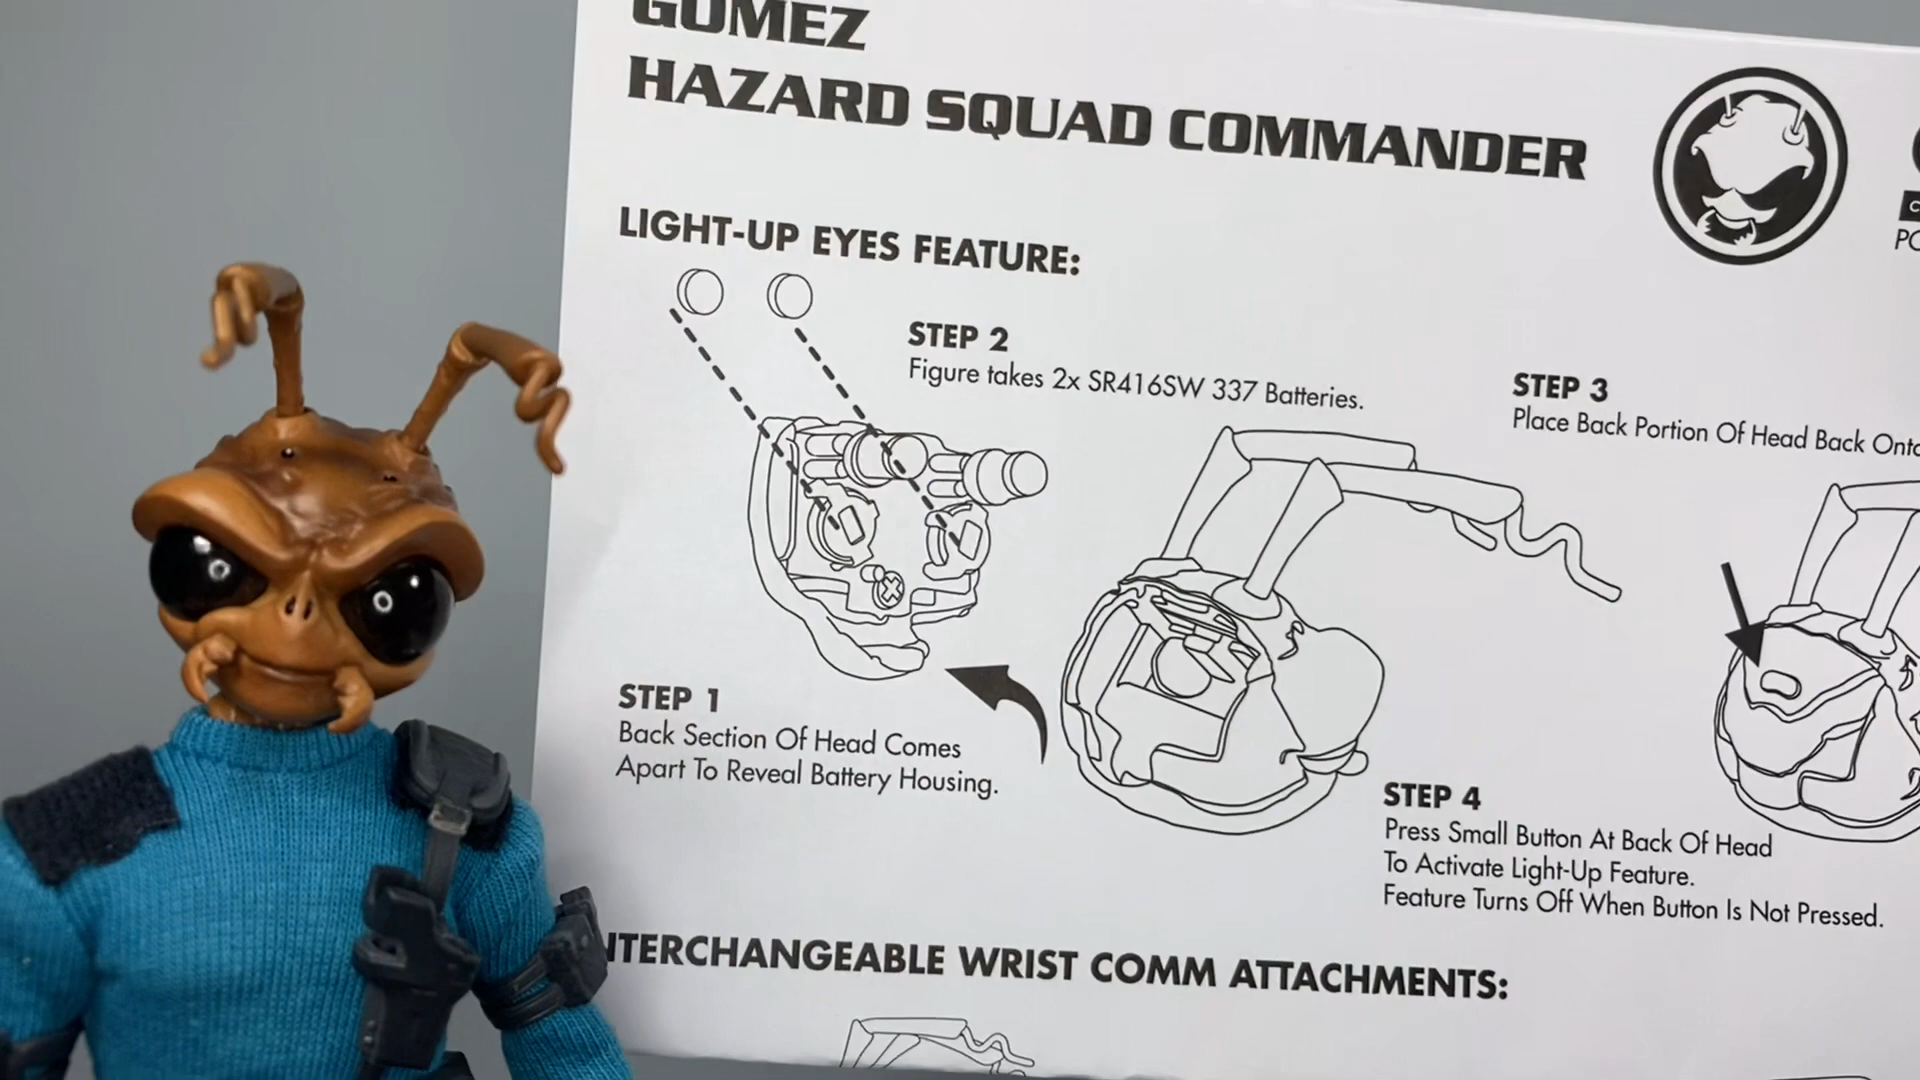 GOMEZ
HAZARD SQUAD COMMANDER
LIGHT-UP EYES FEATURE:
STEP 2
Figure takes 2x SR416SW 337 Batteries.
STEP 3
Place Back Portion Of Head Back Onto
STEP 1
Back Section Of Head Comes
Apart To Reveal Battery Housing.
STEP 4
Press Small Button At Back Of Head
To Activate Light-Up Feature.
Feature Turns Off When Button Is Not Pressed.
NTERCHANGEABLE WRIST COMM ATTACHMENTS: